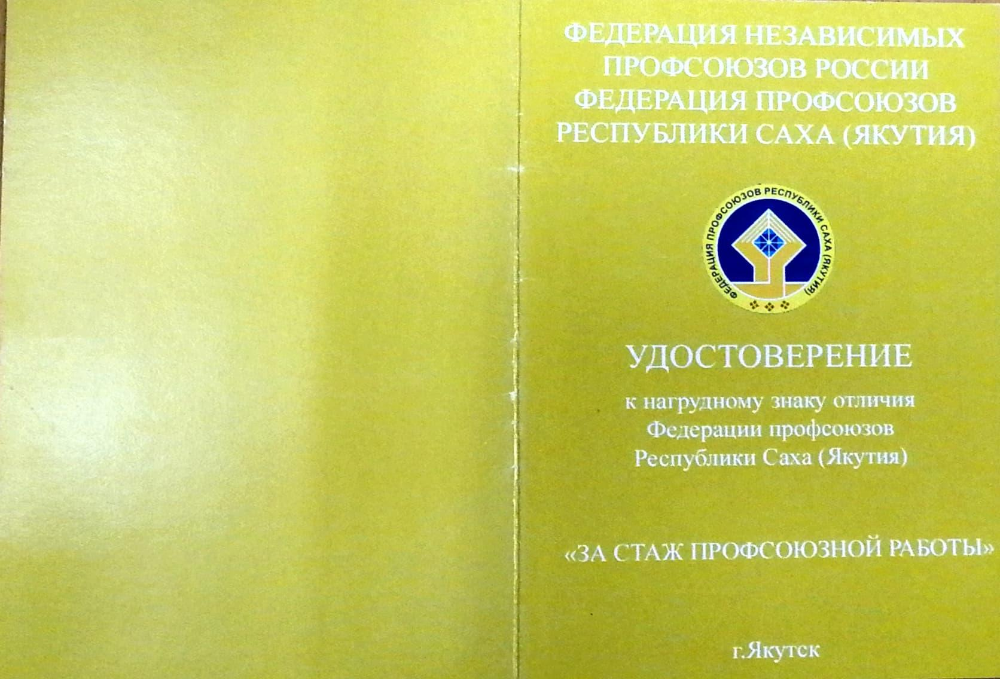 ФЕДЕРАЦИЯ НЕЗАВИСИМЫХ
ПРОФСОЮЗОВ РОССИИ
ФЕДЕРАЦИЯ ПРОФСОЮЗОВ
РЕСПУБЛИКИ САХА (ЯКУТИЯ)
ФЕДЕРАЦИЯ ПРОФСОЮЗОВ РЕСПУБЛИКИ САХА (ЯКУТИЯ)
УДОСТОВЕРЕНИЕ
к нагрудному знаку отличия
Федерации профсоюзов
Республики Саха (Якутия)
«ЗА СТАЖ ПРОФСОЮЗНОЙ РАБОТЫ»
г.Якутск